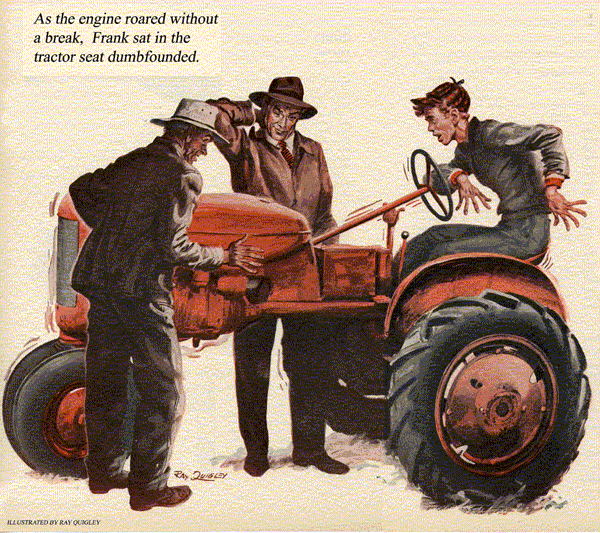 As the engine roared without
a break,  Frank sat in the
tractor seat dumbfounded.
RAY QUIGLEY
ILLUSTRATED BY RAY QUIGLEY